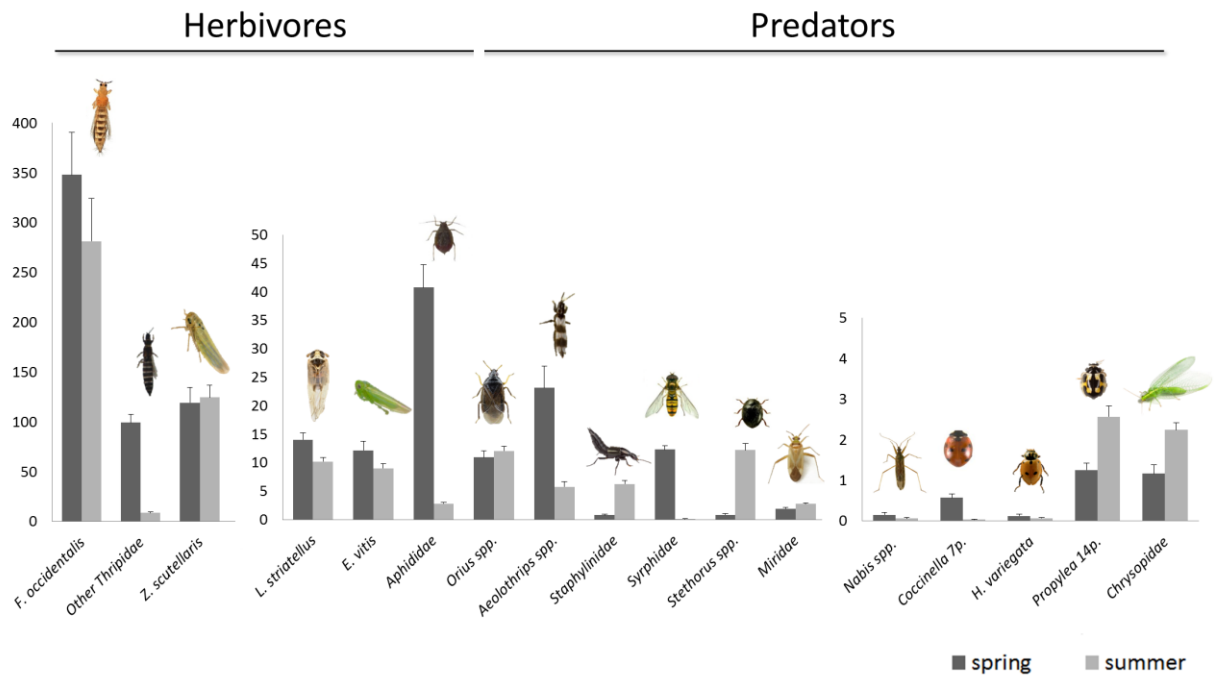 Herbivores
Predators
400
350
300
250
200
150
100
50
0
F. occidentalis
Other Thripidae
Z. scutellaris
50
45
40
35
30
25
20
15
10
5
0
L. striatellus
E. vitis
Aphididae
Orius spp.
Aeolothrips spp.
Staphylinidae
Syrphidae
Stethorus spp.
Miridae
5
4
3
2
1
0
Nabis spp.
Coccinella 7p.
H. variegata
Propylea 14p.
Chrysopidae
spring
summer